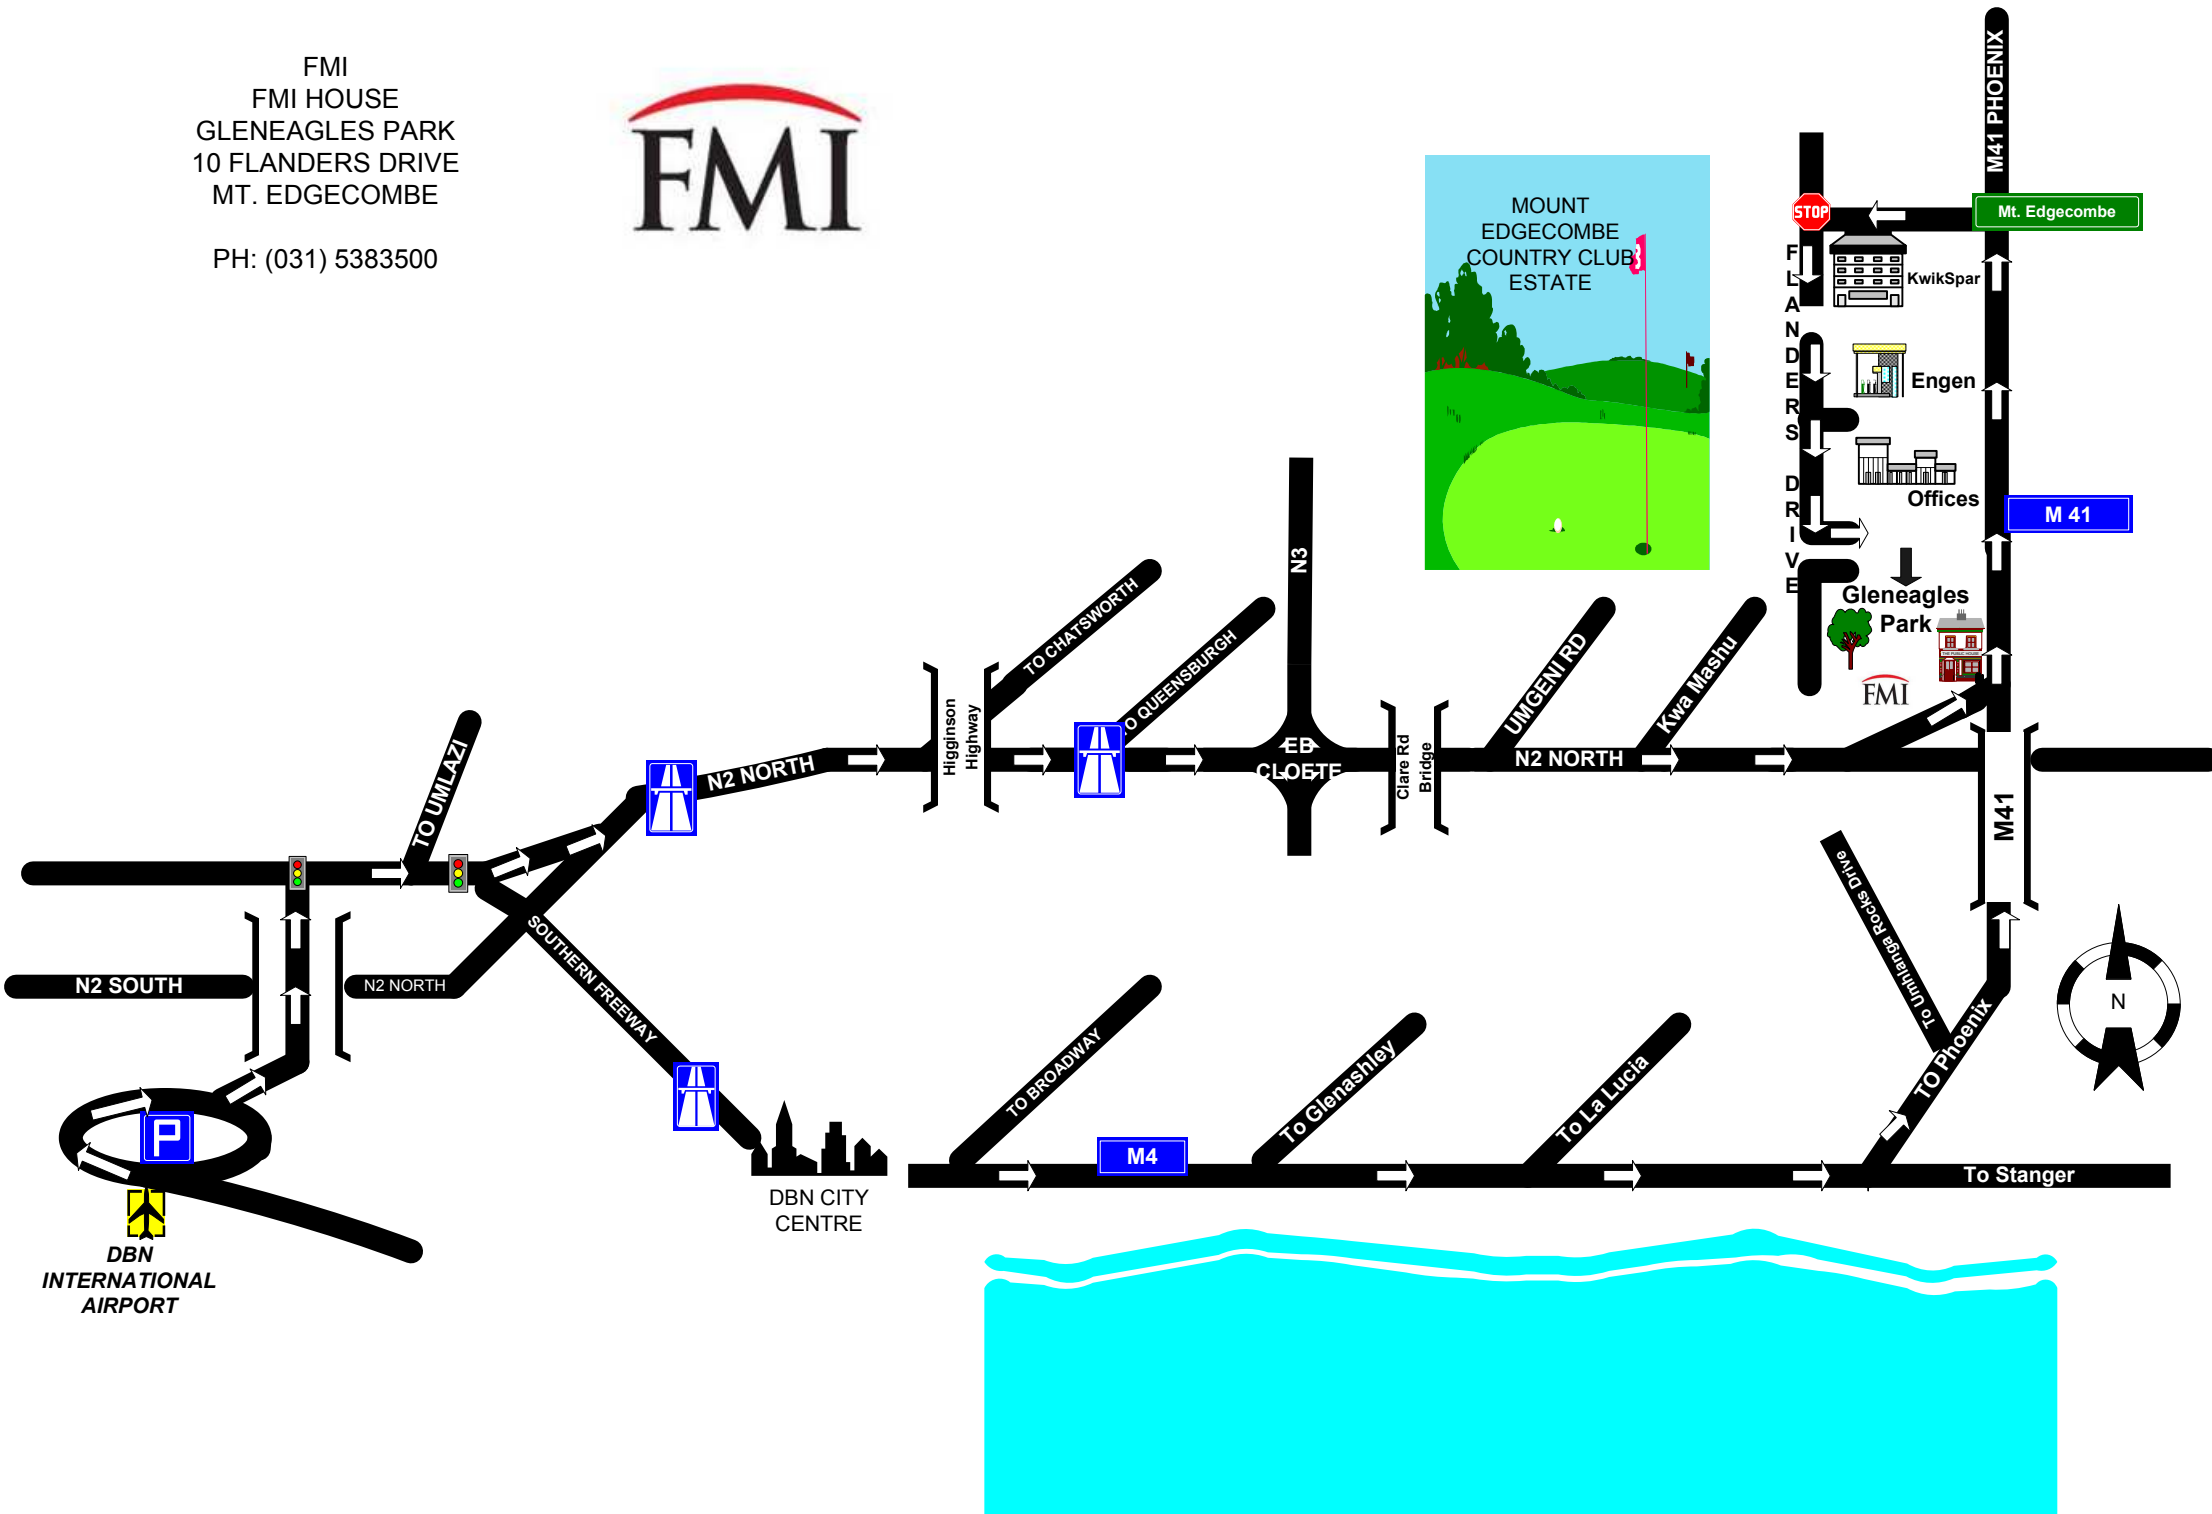 FMI
FMI HOUSE
GLENEAGLES PARK
10 FLANDERS DRIVE
MT. EDGECOMBE
PH: (031) 5383500
FMI
M41 PHOENIX
MOUNT
EDGECOMBE
COUNTRY CLUB
ESTATE
3
STOP
Mt. Edgecombe
FLANDERS DRIVE
KwikSpar
Engen
Offices
M 41
Gleneagles
Park
THE PUBLIC HOUSE
FMI
N3
TO CHATSWORTH
TO QUEENSBURGH
UMGENI RD
Kwa Mashu
Higginson
Highway
TO UMLAZI
N2 NORTH
EB
CLOETE
Clare Rd
Bridge
N2 NORTH
M41
To Umhlanga Rocks Drive
N2 SOUTH
N2 NORTH
SOUTHERN FREEWAY
N
TO BROADWAY
To Glenashley
To La Lucia
TO Phoenix
P
M4
To Stanger
DBN CITY
CENTRE
DBN
INTERNATIONAL
AIRPORT